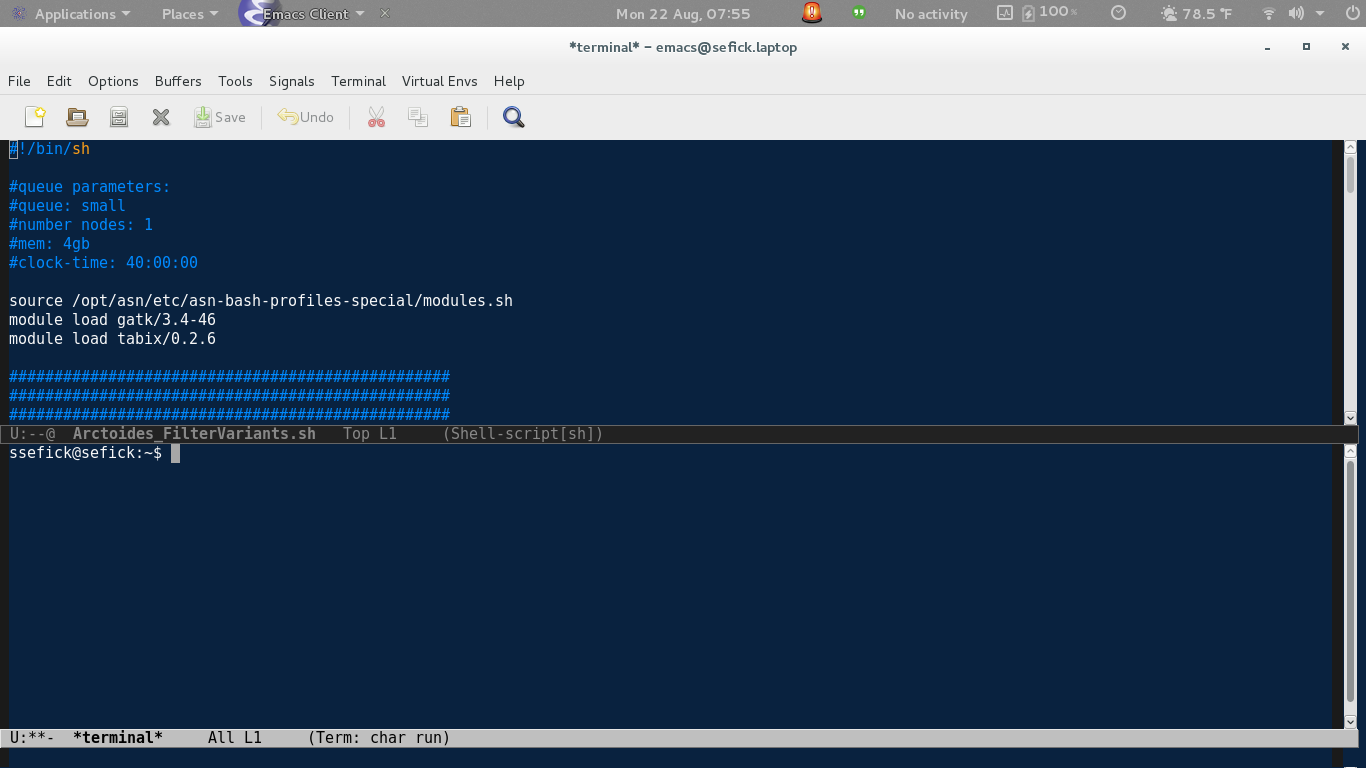 Applications Places Emacs Client Mon 22 Aug, 07:55 No activity 100% 78.5 °F
*terminal* – emacs@sefick.laptop
File Edit Options Buffers Tools Signals Terminal Virtual Envs Help
Save Undo
#!/bin/sh
#queue parameters:
#queue: small
#number nodes: 1
#mem: 4gb
#clock-time: 40:00:00
source /opt/asn/etc/asn-bash-profiles-special/modules.sh
module load gatk/3.4-46
module load tabix/0.2.6
#################################################
#################################################
#################################################
U:--@ Arctoides_FilterVariants.sh Top L1 (Shell-script[sh])
ssefick@sefick:~$
U:**- *terminal* All L1 (Term: char run)